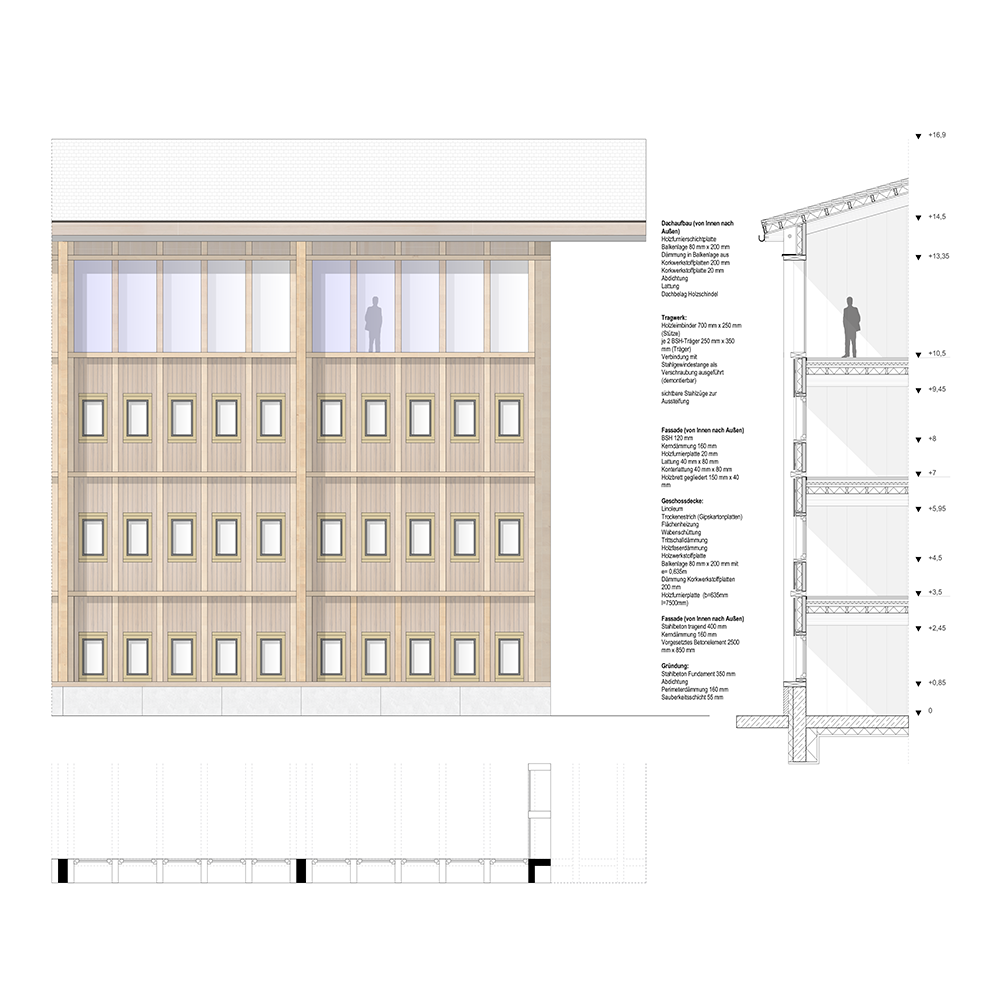 Dachaufbau (von Innen nach
Außen)
Holzfurnierschichtplatte
Balkenlage 80 mm x 200 mm
Dämmung in Balkenlage aus
Korkwerkstoffplatten 200 mm
Korkwerkstoffplatte 20 mm
Abdichtung
Lattung
Dachbelag Holzschindel
Tragwerk:
Holzleimbinder 700 mm x 250 mm
(Stütze)
je 2 BSH-Träger 250 mm x 350
mm (Träger)
Verbindung mit
Stahlgewindestange als
Verschraubung ausgeführt
(demontierbar)
sichtbare Stahlzüge zur
Aussteifung
Fassade (von Innen nach Außen)
BSH 120 mm
Kerndämmung 160 mm
Holzfurnierplatte 20 mm
Lattung 40 mm x 80 mm
Konterlattung 40 mm x 80 mm
Holzbrett gegliedert 150 mm x 40
mm
Geschossdecke:
Linoleum
Trockenestrich (Gipekartonplatten)
Flächenheizung
Wabenschüttung
Trittschalldämmung
Holzfaserdämmung
Holzwerkstoffplatte
Balkenlage 80 mm x 200 mm mit
e= 0,635m
Dämmung Korkwerkstoffplatten
200 mm
Holzfurnierplatte (b=635mm
l=7500mm)
Fassade (von Innen nach Außen)
Stahlbeton tragend 400 mm
Kerndämmung 160 mm
Vorgesetztes Betonelement 2500
mm x 850 mm
Gründung:
Stahlbeton Fundament 350 mm
Abdichtung
Perimeterdämmung 160 mm
Sauberkeitsschicht 55 mm
+16,9
+14,5
+13,35
+10,5
+9,45
+8
+7
+5,95
+4,5
+3,5
+2,45
+0,85
0